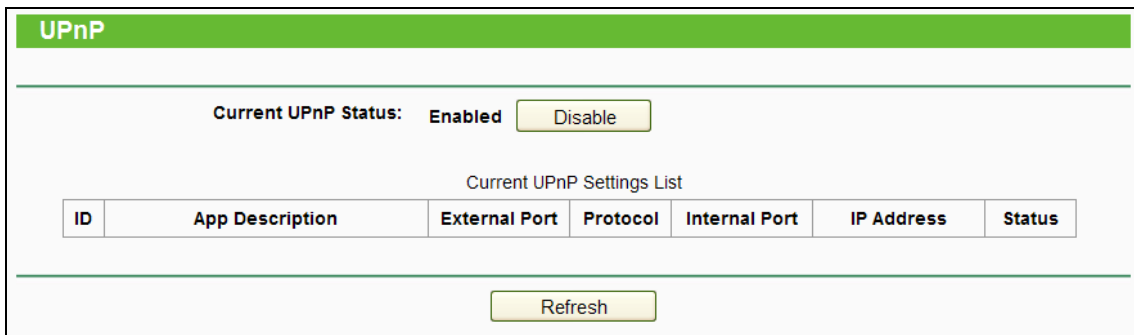 UPnP
Current UPnP Status: Enabled Disable
Current UPnP Settings List
ID App Description External Port Protocol Internal Port IP Address Status
Refresh